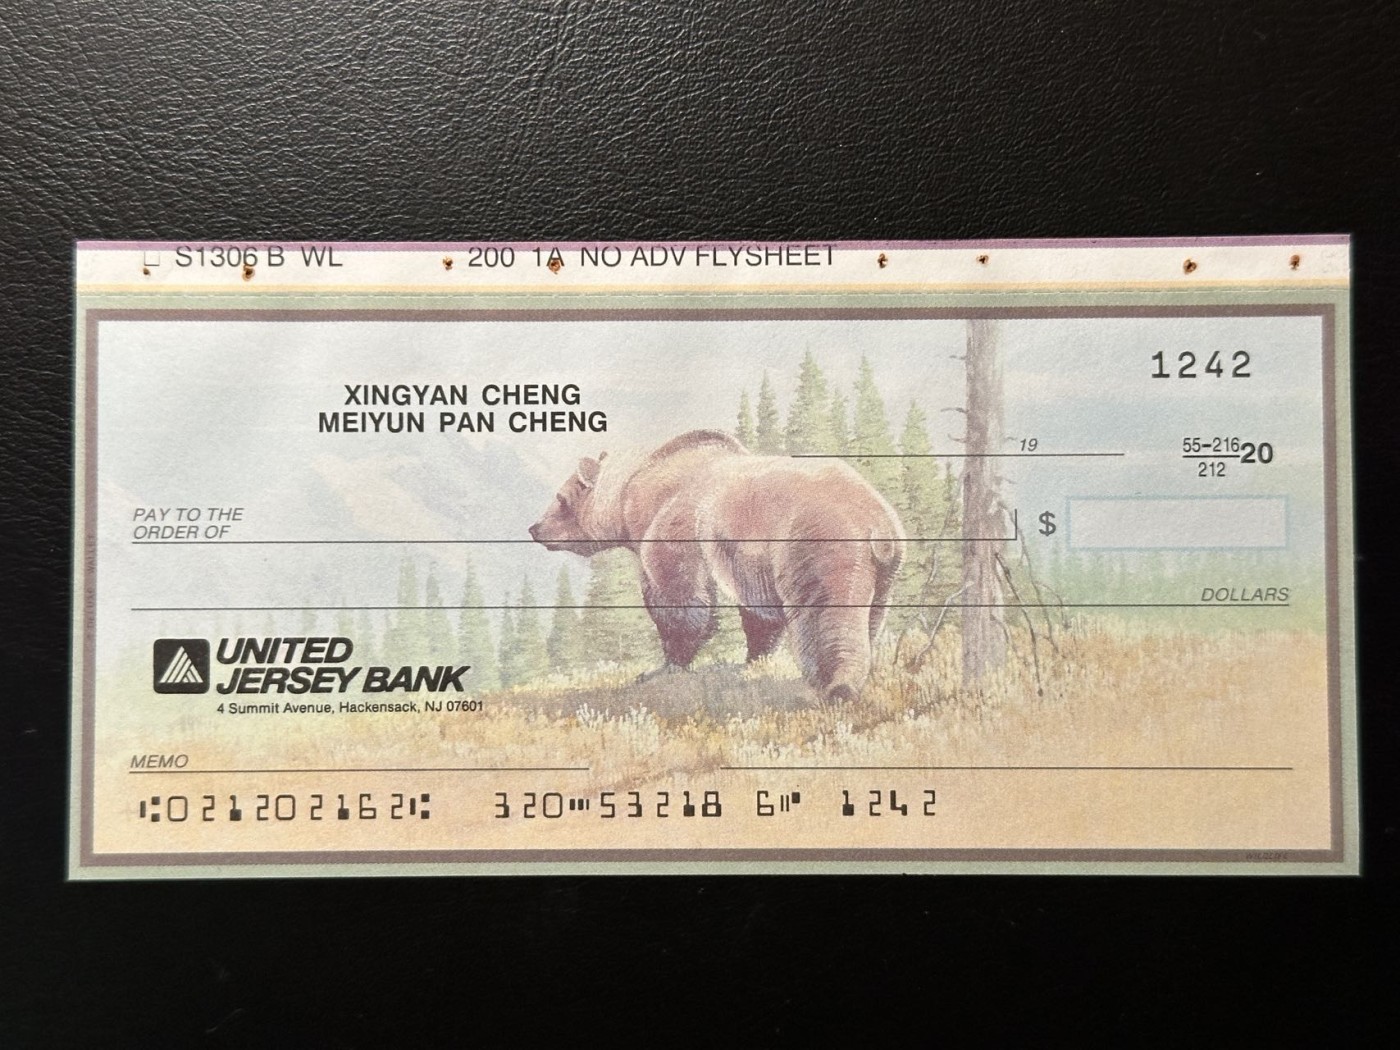 S1306 B WL 200 1A NO ADV FLYSHEET
1242
XINGYAN CHENG
MEIYUN PAN CHENG
19
55-216
212
20
PAY TO THE
ORDER OF
$
DOLLARS
UNITED
JERSEY BANK
4 Summit Avenue, Hackensack, NJ 07601
MEMO
⑆021202162⑆ 320⑉53218 6⑈ 1242